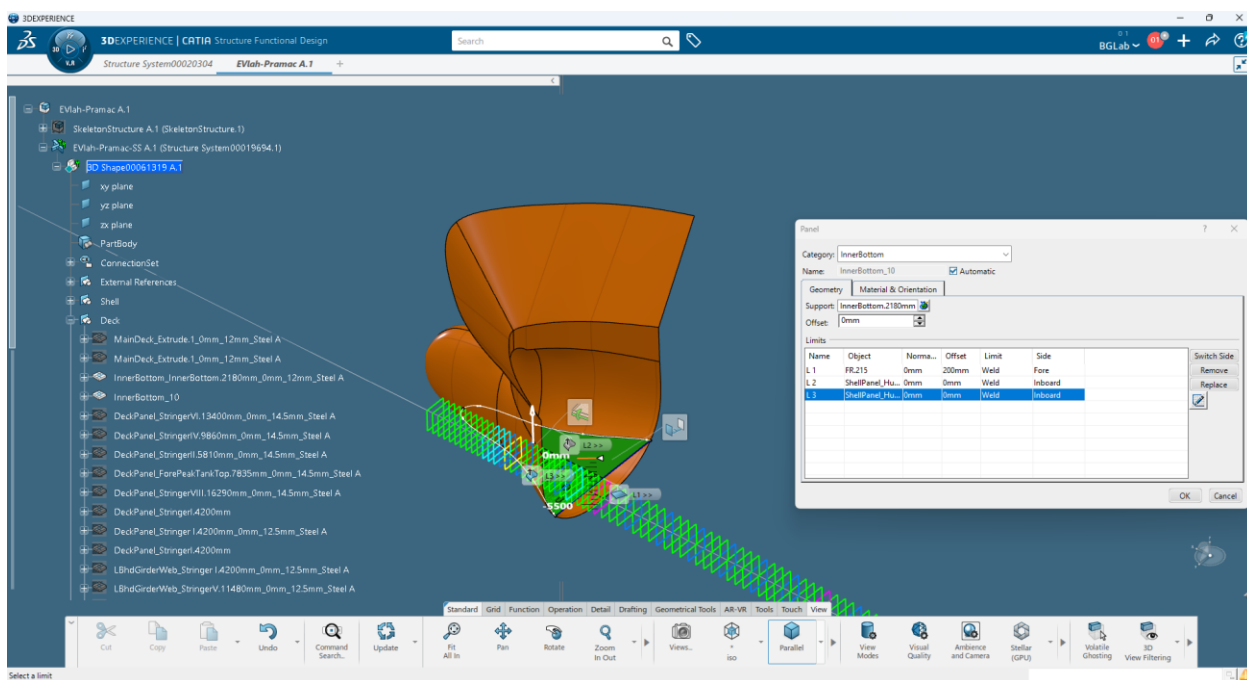 3DEXPERIENCE
3DEXPERIENCE | CATIA Structure Functional Design
Search
BGLab
3D
V.R
Structure System00020304
EVlah-Pramac A.1
EVlah-Pramac A.1
SkeletonStructure A.1 (SkeletonStructure.1)
EVlah-Pramac-SS A.1 (Structure System00019694.1)
3D Shape00061319 A.1
xy plane
yz plane
zx plane
PartBody
ConnectionSet
External References
Shell
Deck
MainDeck_Extrude.1_0mm_12mm_Steel A
MainDeck_Extrude.1_0mm_12mm_Steel A
InnerBottom_InnerBottom.2180mm_0mm_12mm_Steel A
InnerBottom_10
DeckPanel_StringerVI.13400mm_0mm_14.5mm_Steel A
DeckPanel_StringerIV.9860mm_0mm_14.5mm_Steel A
DeckPanel_StringerII.5810mm_0mm_14.5mm_Steel A
DeckPanel_ForePeakTankTop.7835mm_0mm_14.5mm_Steel A
DeckPanel_StringerVIII.16290mm_0mm_14.5mm_Steel A
DeckPanel_StringerI.4200mm
DeckPanel_Stringer I.4200mm_0mm_12.5mm_Steel A
DeckPanel_StringerI.4200mm
LBhdGirderWeb_Stringer I.4200mm_0mm_12.5mm_Steel A
LBhdGirderWeb_StringerV.11480mm_0mm_12.5mm_Steel A
L2 >>
0mm
L3 >>
L1 >>
-5500
Panel
Category: InnerBottom
Name: InnerBottom_10 Automatic
Geometry Material & Orientation
Support: InnerBottom.2180mm
Offset: 0mm
Limits
Name Object Norma... Offset Limit Side
L 1 FR.215 0mm 200mm Weld Fore
L 2 ShellPanel_Hu... 0mm 0mm Weld Inboard
L 3 ShellPanel_Hu... 0mm 0mm Weld Inboard
Switch Side
Remove
Replace
OK Cancel
Standard Grid Function Operation Detail Drafting Geometrical Tools AR-VR Tools Touch View
Cut
Copy
Paste
Undo
Command
Search...
Update
Fit
All In
Pan
Rotate
Zoom
In Out
Views...
iso
Parallel
View
Modes
Visual
Quality
Ambience
and Camera
Stellar
(GPU)
Volatile
Ghosting
3D
View Filtering
Select a limit